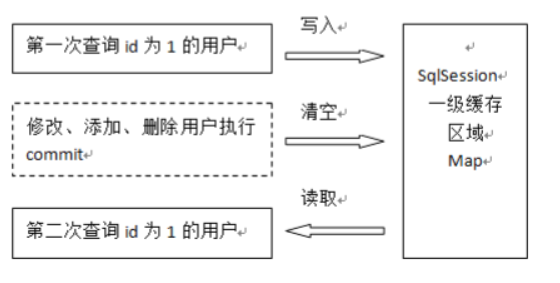 第一次查询 id 为 1 的用户↵
写入↵
修改、添加、删除用户执行
commit↵
清空↵
第二次查询 id 为 1 的用户↵
读取↵
↵
SqlSession↵
一级缓存
区域↵
Map↵